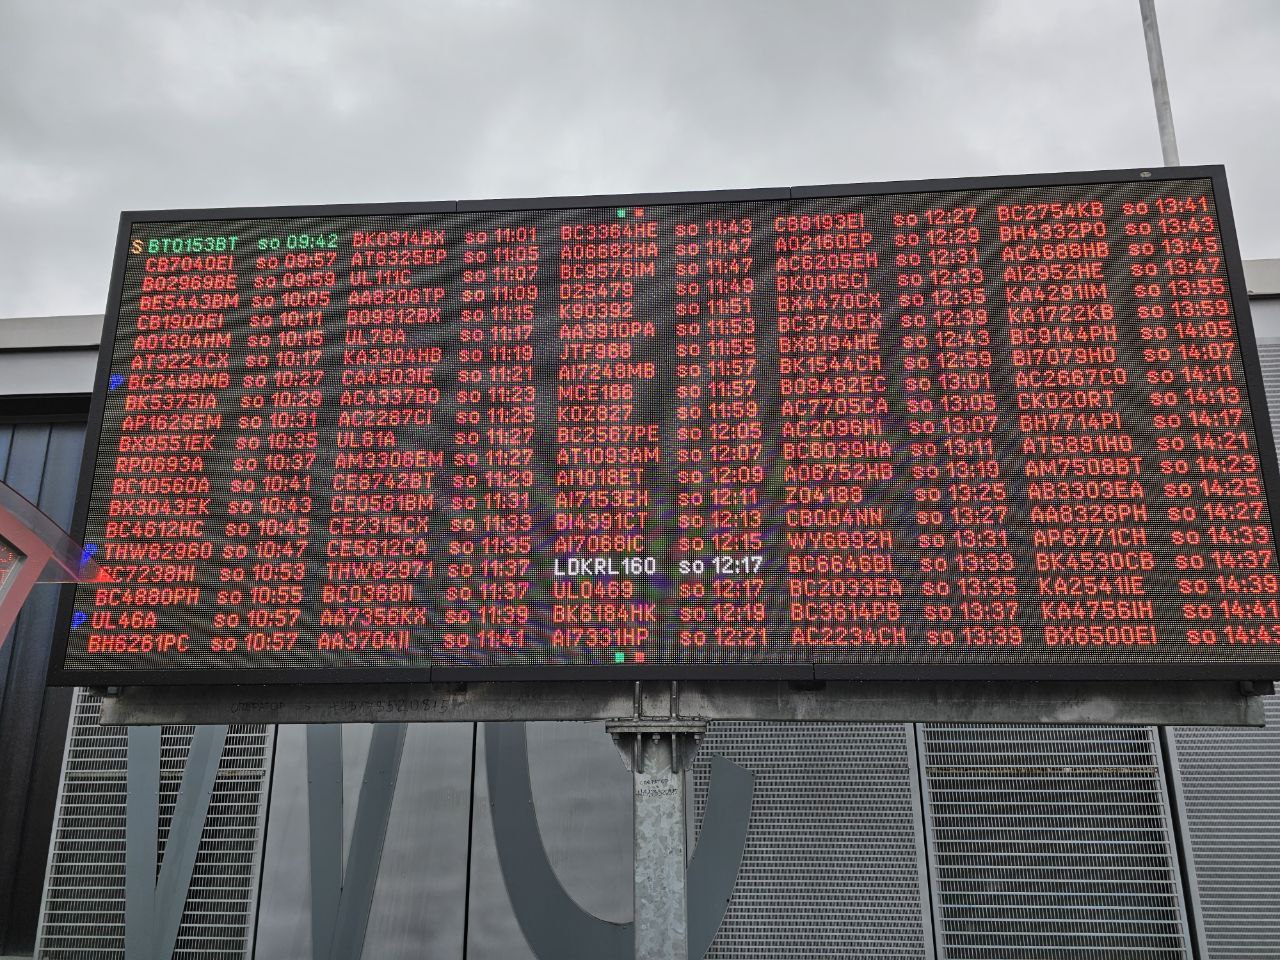 S BT0153BT so 09:42
CB7040EI so 09:57
BO2969BE so 09:59
BE5443BM so 10:05
CB1900EI so 10:11
AO1304HM so 10:15
AT3224CX so 10:17
P BC2498MB so 10:27
BK5375IA so 10:29
AP1625EM so 10:31
BX9551EK so 10:35
RP0693A so 10:37
BC1056OA so 10:41
BX3043EK so 10:43
BC4512HC so 10:45
P THW82960 so 10:47
so 10:53
BC4880PH so 10:55
P UL46A so 10:57
BH6261PC so 10:57
BK0314BX so 11:01
AT6325EP so 11:05
UL111C so 11:07
AA8206TP so 11:09
BO9912BX so 11:15
UL78A so 11:17
KA3304HB so 11:19
CA4503IE so 11:21
AC4397BO so 11:23
AC2287CI so 11:25
UL81A so 11:27
AM3306EM so 11:27
CE6742BT so 11:29
CE0581BM so 11:31
CE2315CX so 11:33
CE5612CA so 11:35
THW82971 so 11:37
BC0368II so 11:37
AA7356KX so 11:39
AA3704II so 11:41
BC3364HE so 11:43
AO6682HA so 11:47
BC9576IM so 11:47
025479 so 11:49
K90392 so 11:51
AA3910PA so 11:53
JTF968 so 11:55
AI7248MB so 11:57
MCE188 so 11:57
KOZ827 so 11:59
BC2567PE so 12:05
AT1093AM so 12:07
AI1018ET so 12:09
AI7153EH so 12:11
BI4391CT so 12:13
AI7068IC so 12:15
LDKRL160 so 12:17
UL0469 so 12:17
BK6184HK so 12:19
AI7331HP so 12:21
CB8193EI so 12:27
AO2160EP so 12:29
AC6205EH so 12:31
BK0015CI so 12:33
BX4470CX so 12:35
BC3740EX so 12:39
BX8194HE so 12:43
BK1544CH so 12:59
BO9482EC so 13:01
AC7705CA so 13:05
AC2096HI so 13:07
BC8039HA so 13:11
AO6752HB so 13:19
ZO4186 so 13:25
CB004NN so 13:27
WY6892H so 13:31
BC6646BI so 13:33
BC2033EA so 13:35
BC3614PB so 13:37
AC2234CH so 13:39
BC2754KB so 13:41
BH4332PO so 13:43
AC4688HB so 13:45
AI2952HE so 13:47
KA4291IM so 13:55
KA1722KB so 13:59
BC9144PH so 14:05
BI7079HO so 14:07
AC2667CO so 14:11
CK020RT so 14:13
BH7714PI so 14:17
AT5891HO so 14:21
AM7508BT so 14:23
AB3303EA so 14:25
AA8326PH so 14:27
AP6771CH so 14:33
BK4530CB so 14:37
KA2541IE so 14:39
KA4756IH so 14:41
BX6500EI so